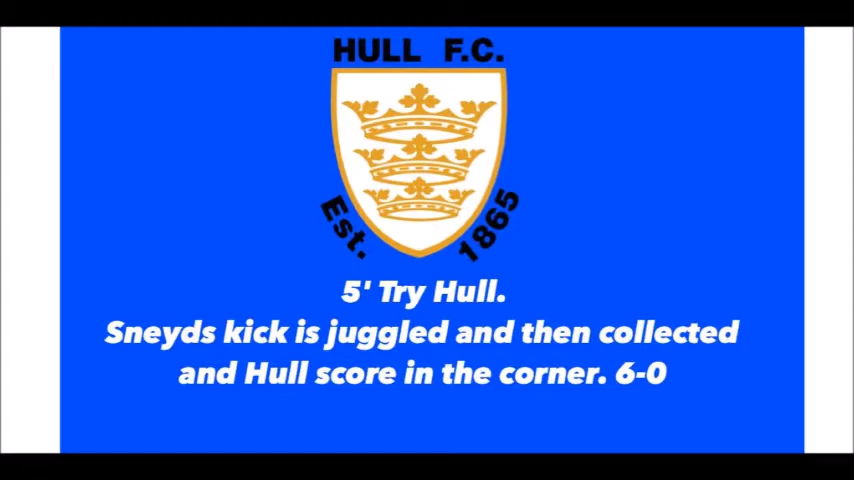 HULL F.C.
Est. 1865
5' Try Hull.
Sneyds kick is juggled and then collected
and Hull score in the corner. 6-0